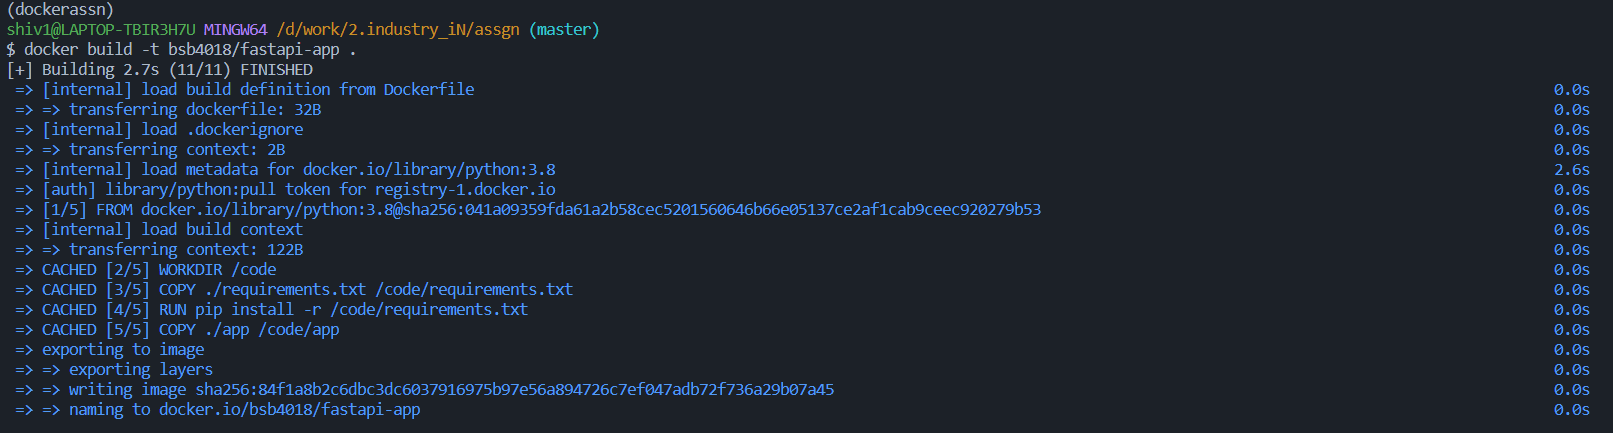 (dockerassn)
shiv1@LAPTOP-TBIR3H7U MINGW64 /d/work/2.industry_iN/assgn (master)
$ docker build -t bsb4018/fastapi-app .
[+] Building 2.7s (11/11) FINISHED
=> [internal] load build definition from Dockerfile 0.0s
=> => transferring dockerfile: 32B 0.0s
=> [internal] load .dockerignore 0.0s
=> => transferring context: 2B 0.0s
=> [internal] load metadata for docker.io/library/python:3.8 2.6s
=> [auth] library/python:pull token for registry-1.docker.io 0.0s
=> [1/5] FROM docker.io/library/python:3.8@sha256:041a09359fda61a2b58cec5201560646b66e05137ce2af1cab9ceec920279b53 0.0s
=> [internal] load build context 0.0s
=> => transferring context: 122B 0.0s
=> CACHED [2/5] WORKDIR /code 0.0s
=> CACHED [3/5] COPY ./requirements.txt /code/requirements.txt 0.0s
=> CACHED [4/5] RUN pip install -r /code/requirements.txt 0.0s
=> CACHED [5/5] COPY ./app /code/app 0.0s
=> exporting to image 0.0s
=> => exporting layers 0.0s
=> => writing image sha256:84f1a8b2c6dbc3dc6037916975b97e56a894726c7ef047adb72f736a29b07a45 0.0s
=> => naming to docker.io/bsb4018/fastapi-app 0.0s